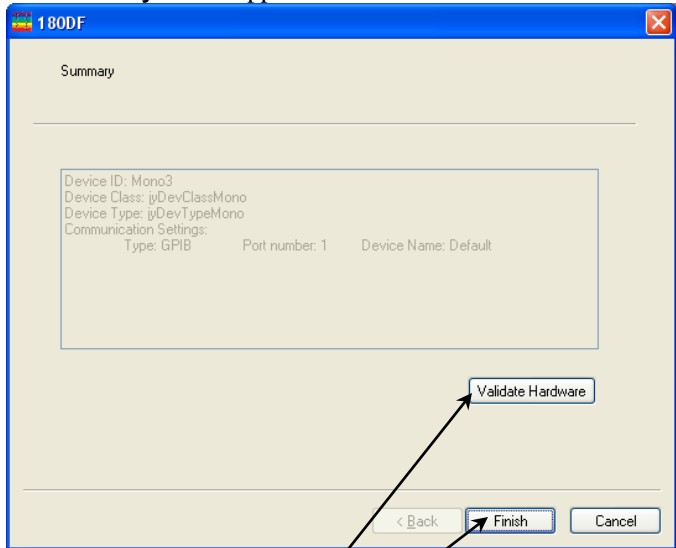 180DF
Summary
Device ID: Mono3
Device Class: jyDevClassMono
Device Type: jyDevTypeMono
Communication Settings:
Type: GPIB Port number: 1 Device Name: Default
Validate Hardware
< Back Finish Cancel